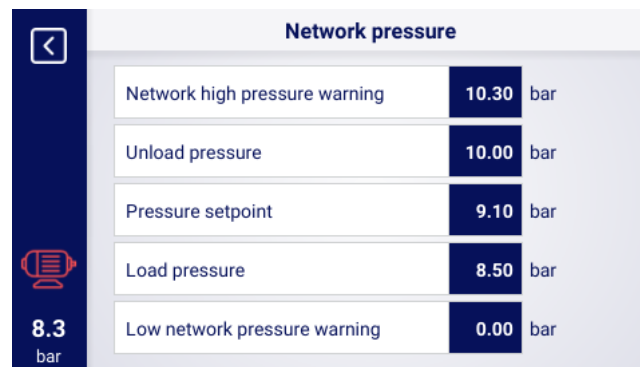 Network pressure
Network high pressure warning 10.30 bar
Unload pressure 10.00 bar
Pressure setpoint 9.10 bar
Load pressure 8.50 bar
Low network pressure warning 0.00 bar
8.3
bar